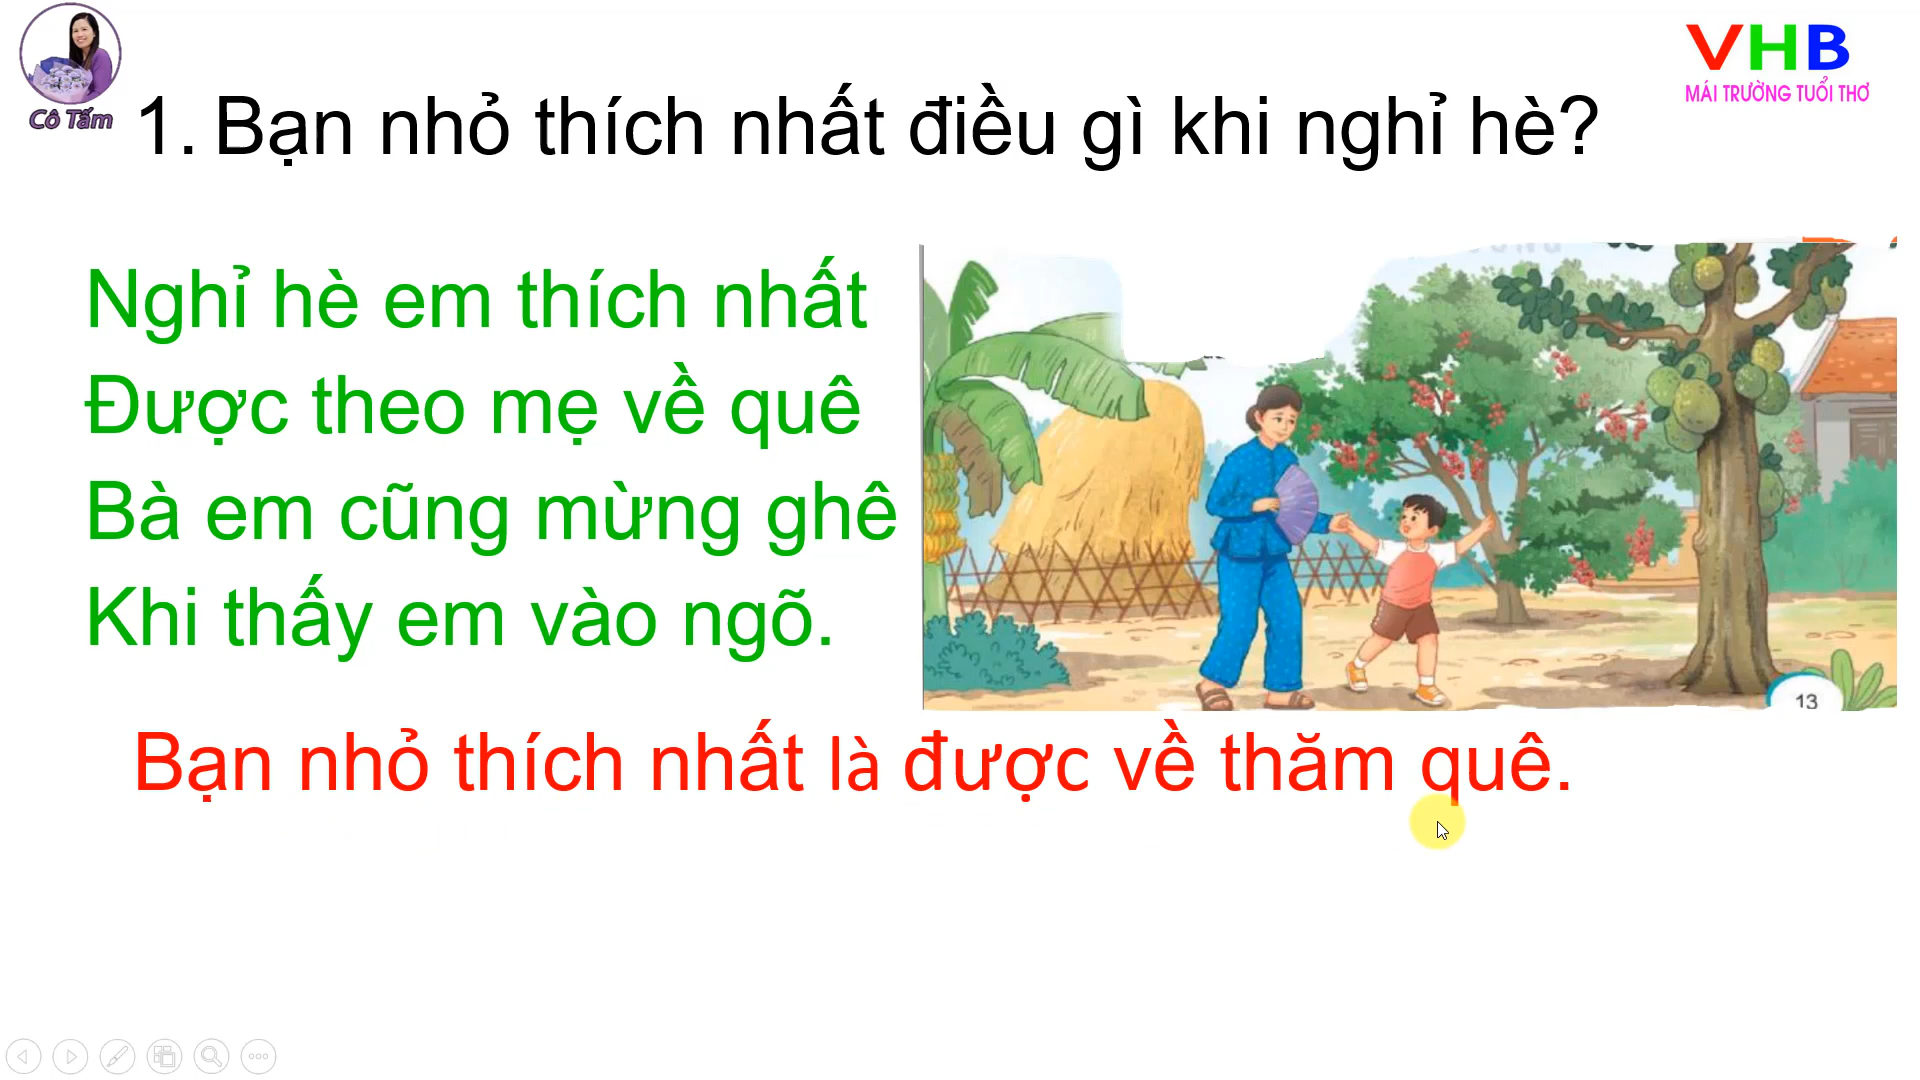 Cô Tấm
VHB
MÁI TRƯỜNG TUỔI THƠ
1. Bạn nhỏ thích nhất điều gì khi nghỉ hè?
Nghỉ hè em thích nhất
Được theo mẹ về quê
Bà em cũng mừng ghê
Khi thấy em vào ngõ.
13
Bạn nhỏ thích nhất là được về thăm quê.